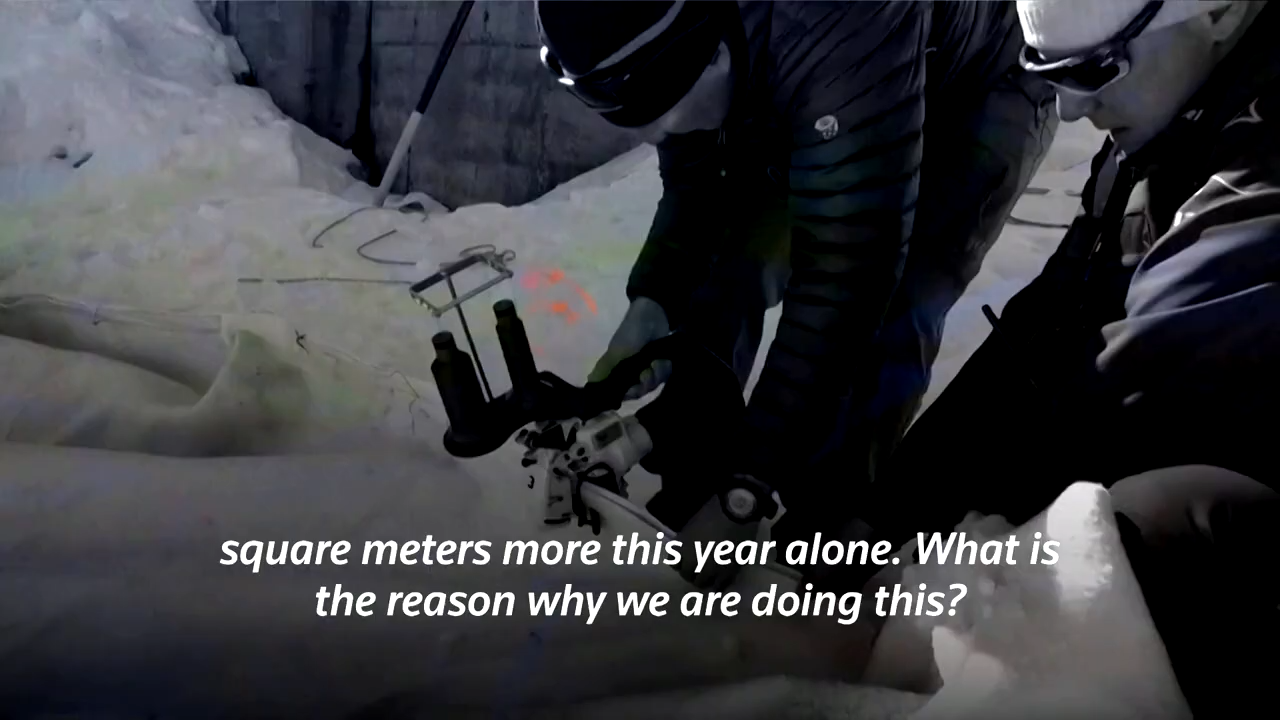 square meters more this year alone. What is
the reason why we are doing this?